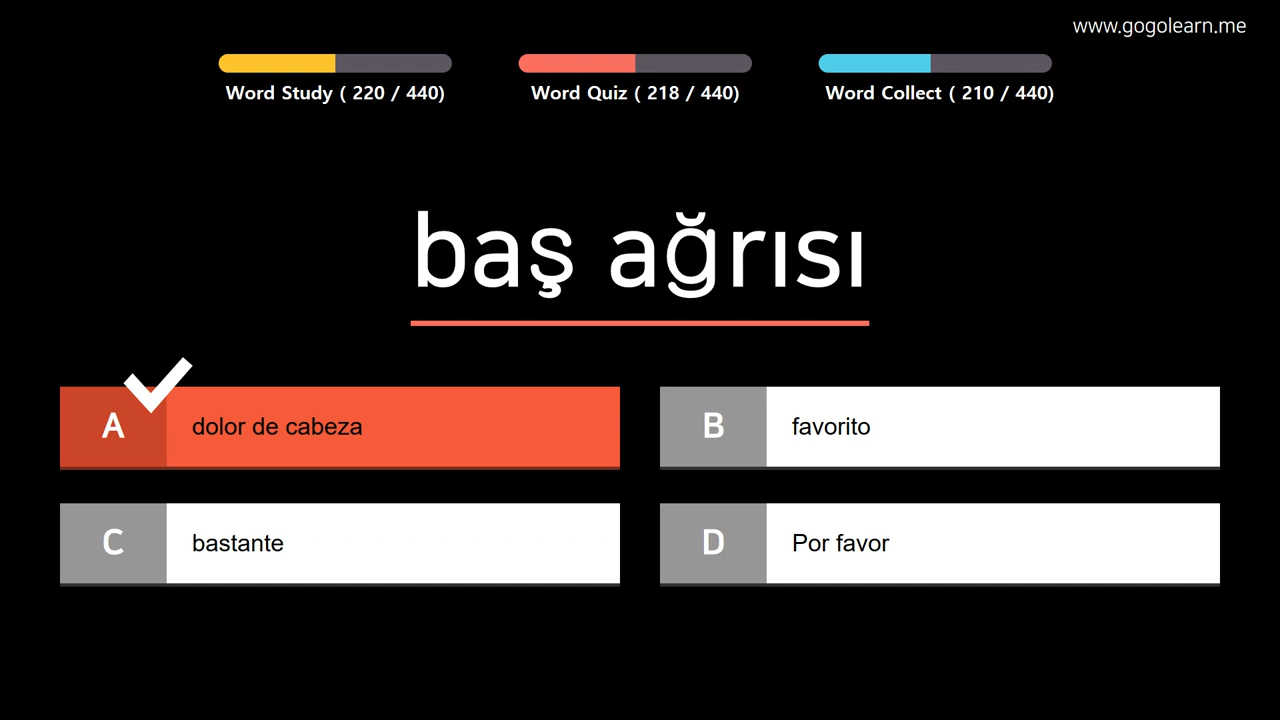 www.gogolearn.me
Word Study ( 220 / 440)
Word Quiz ( 218 / 440)
Word Collect ( 210 / 440)
baş ağrısı
A
dolor de cabeza
B
favorito
C
bastante
D
Por favor